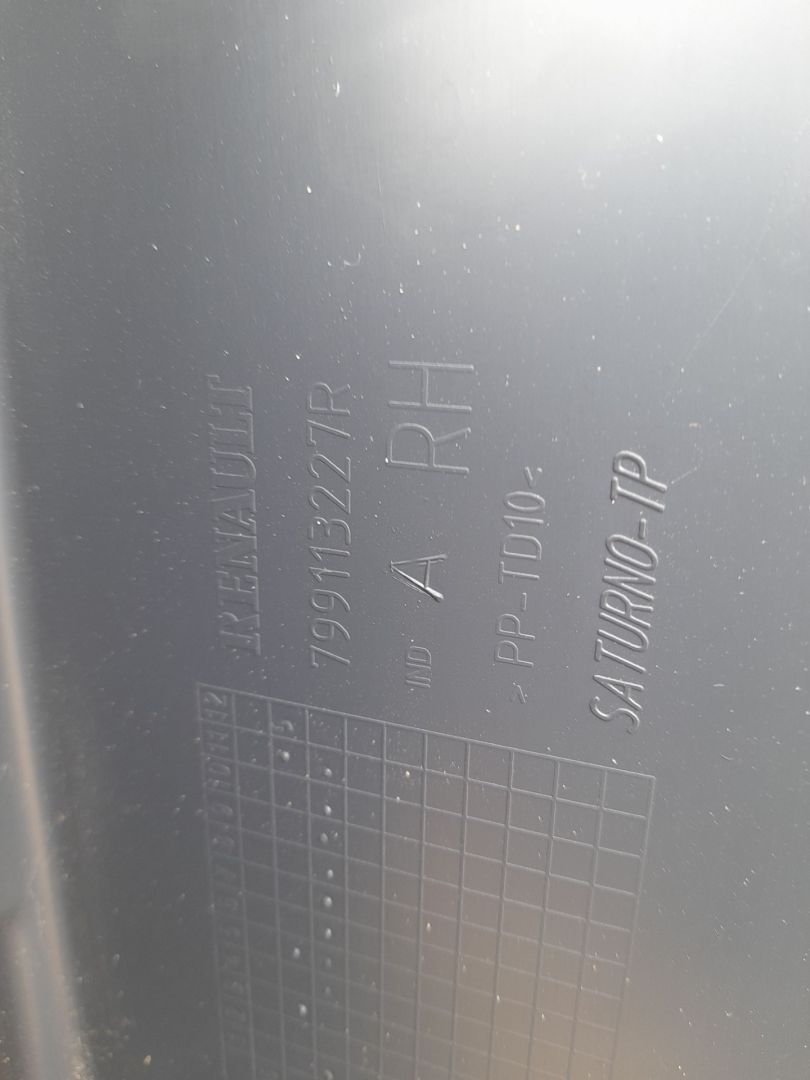 RENAULT
799113227R
IND A RH
>PP-TD10<
SATURNO-TP